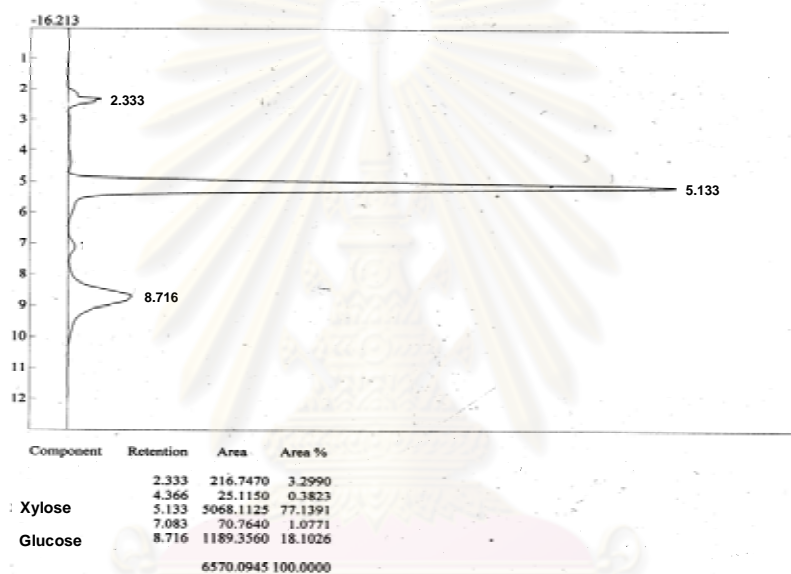 -16.213
1
2
2.333
3
4
5
5.133
6
7
8
8.716
9
10
11
12
Component Retention Area Area %
2.333 216.7470 3.2990
4.366 25.1150 0.3823
Xylose 5.133 5068.1125 77.1391
7.083 70.7640 1.0771
Glucose 8.716 1189.3560 18.1026
6570.0945 100.0000